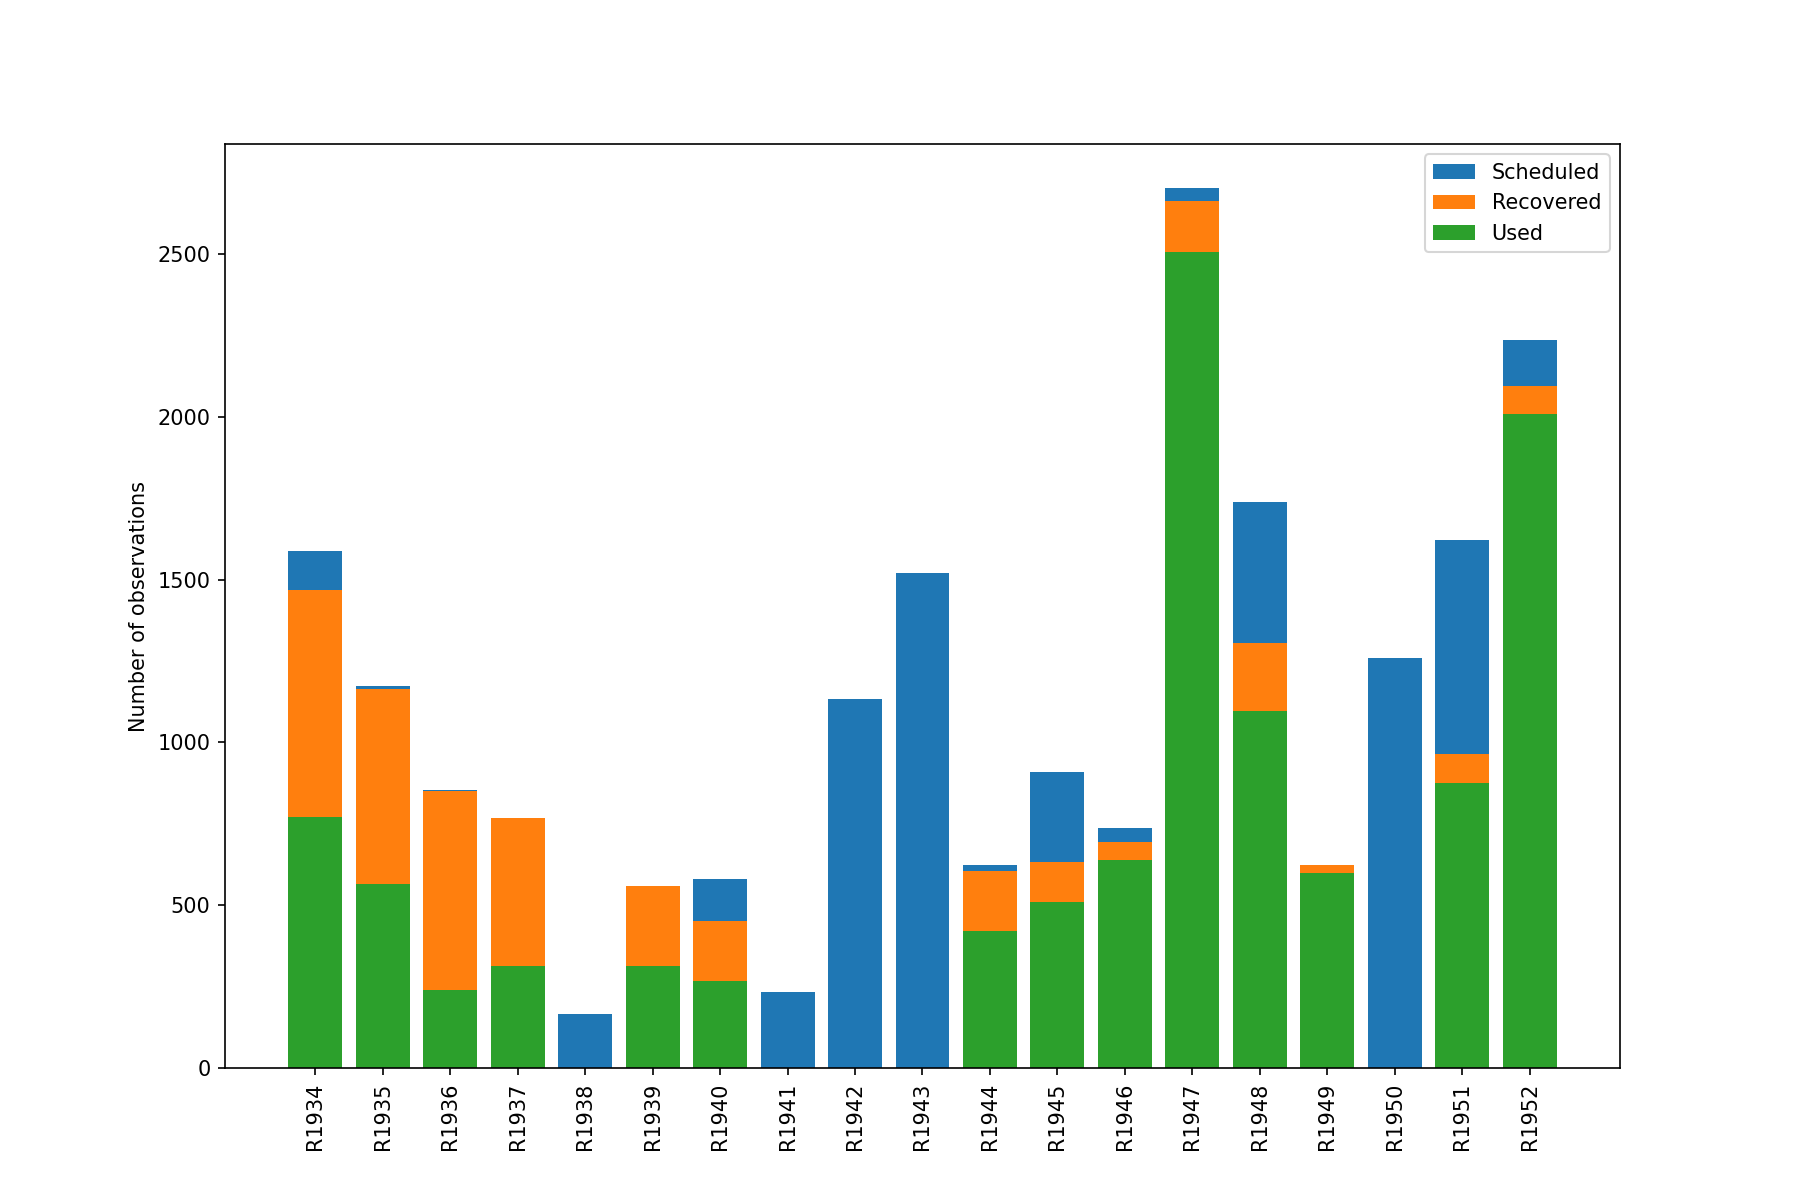 Scheduled
Recovered
Used
Number of observations
2500
2000
1500
1000
500
0
R1934
R1935
R1936
R1937
R1938
R1939
R1940
R1941
R1942
R1943
R1944
R1945
R1946
R1947
R1948
R1949
R1950
R1951
R1952